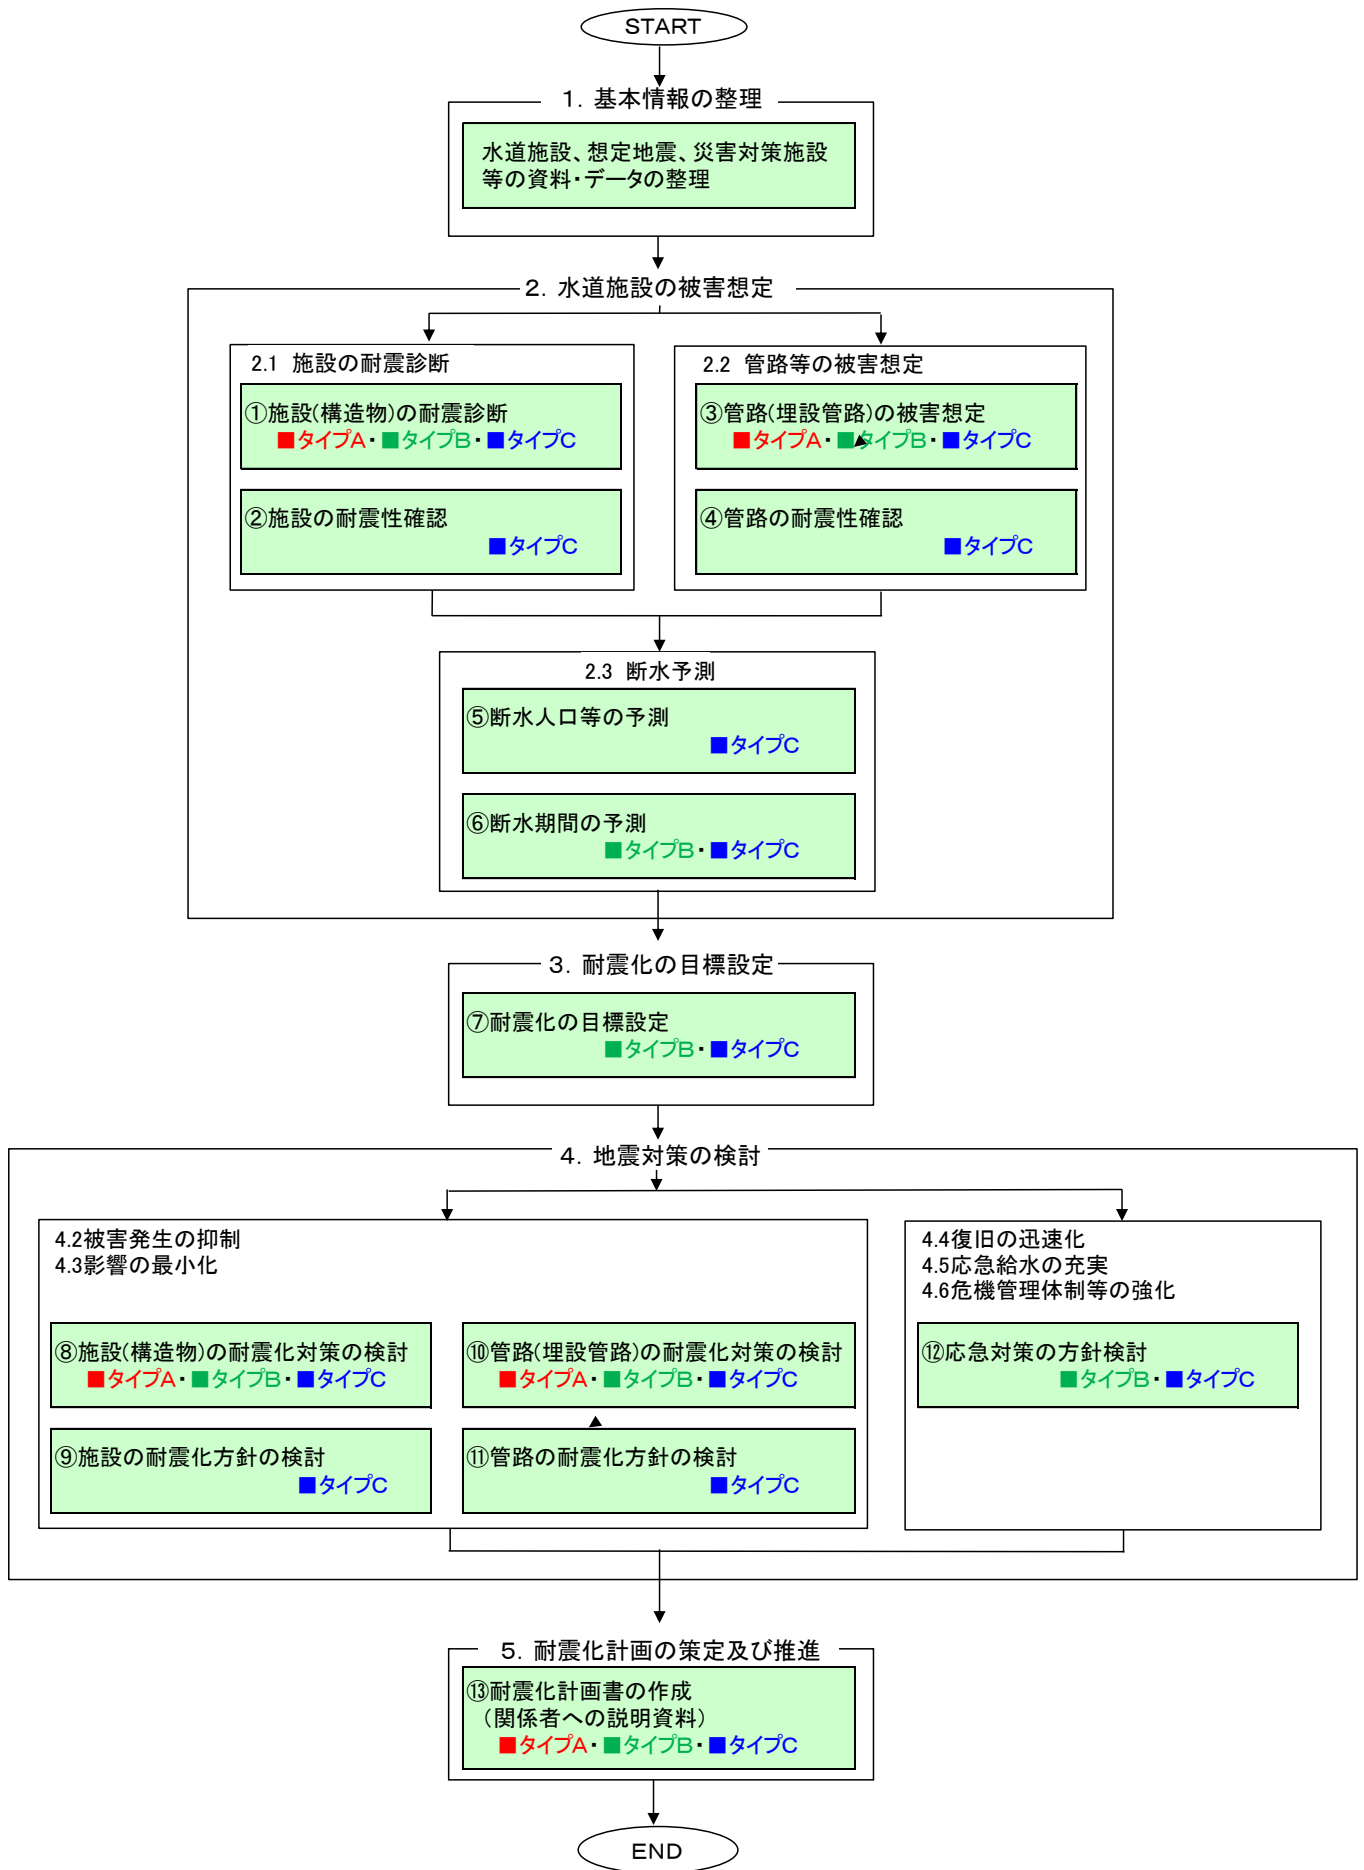 START
1．基本情報の整理
水道施設、想定地震、災害対策施設
等の資料・データの整理
2．水道施設の被害想定
2.1 施設の耐震診断
①施設(構造物)の耐震診断
■タイプA・■タイプB・■タイプC
②施設の耐震性確認
■タイプC
2.2 管路等の被害想定
③管路(埋設管路)の被害想定
■タイプA・■タイプB・■タイプC
④管路の耐震性確認
■タイプC
2.3 断水予測
⑤断水人口等の予測
■タイプC
⑥断水期間の予測
■タイプB・■タイプC
3．耐震化の目標設定
⑦耐震化の目標設定
■タイプB・■タイプC
4．地震対策の検討
4.2被害発生の抑制
4.3影響の最小化
⑧施設(構造物)の耐震化対策の検討
■タイプA・■タイプB・■タイプC
⑨施設の耐震化方針の検討
■タイプC
⑩管路(埋設管路)の耐震化対策の検討
■タイプA・■タイプB・■タイプC
⑪管路の耐震化方針の検討
■タイプC
4.4復旧の迅速化
4.5応急給水の充実
4.6危機管理体制等の強化
⑫応急対策の方針検討
■タイプB・■タイプC
5．耐震化計画の策定及び推進
⑬耐震化計画書の作成
（関係者への説明資料）
■タイプA・■タイプB・■タイプC
END